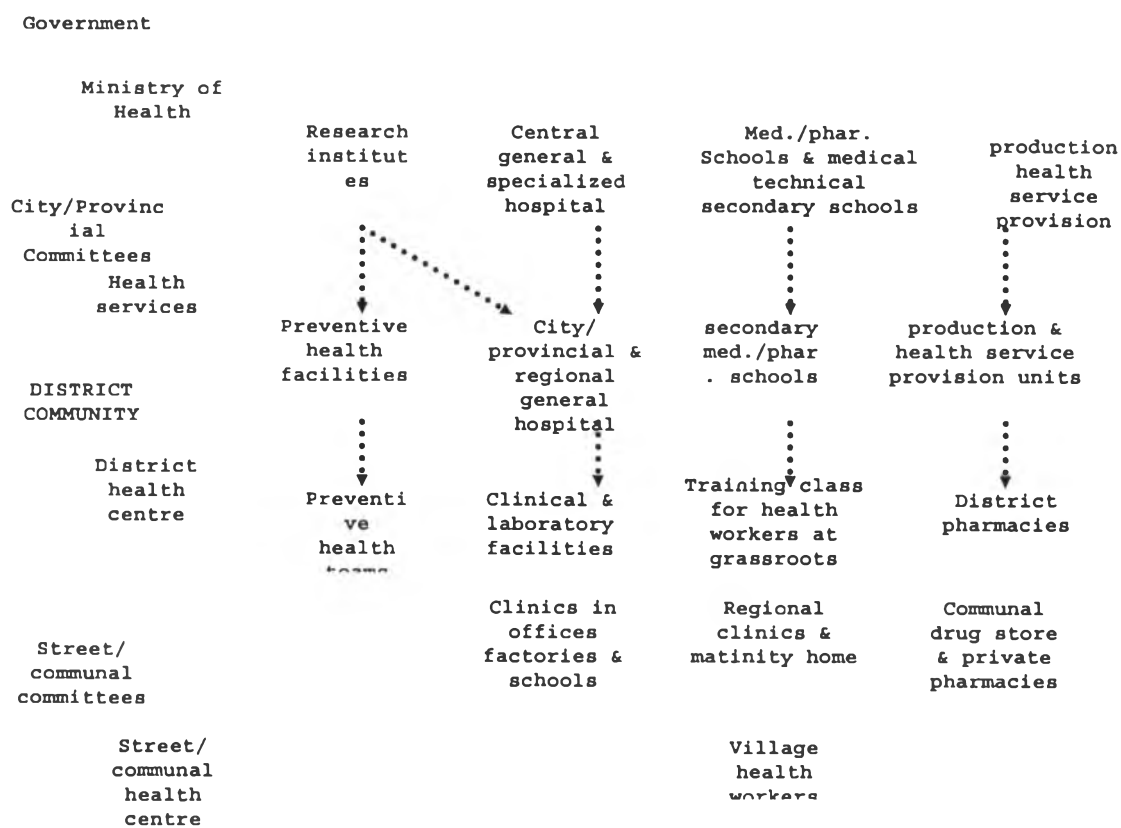 Government
Ministry of
Health
Research
institut
es
Central
general &
specialized
hospital
Med./phar.
Schools & medical
technical
secondary schools
production
health
service
provision
City/Provinc
ial
Committees
Health
services
Preventive
health
facilities
City/
provincial &
regional
general
hospital
secondary
med./phar
. schools
production &
health service
provision units
DISTRICT
COMMUNITY
District
health
centre
Preventi
ve
health
teams
Clinical &
laboratory
facilities
Training class
for health
workers at
grassroots
District
pharmacies
Clinics in
offices
factories &
schools
Regional
clinics &
matinity home
Communal
drug store
& private
pharmacies
Street/
communal
committees
Street/
communal
health
centre
Village
health
workers